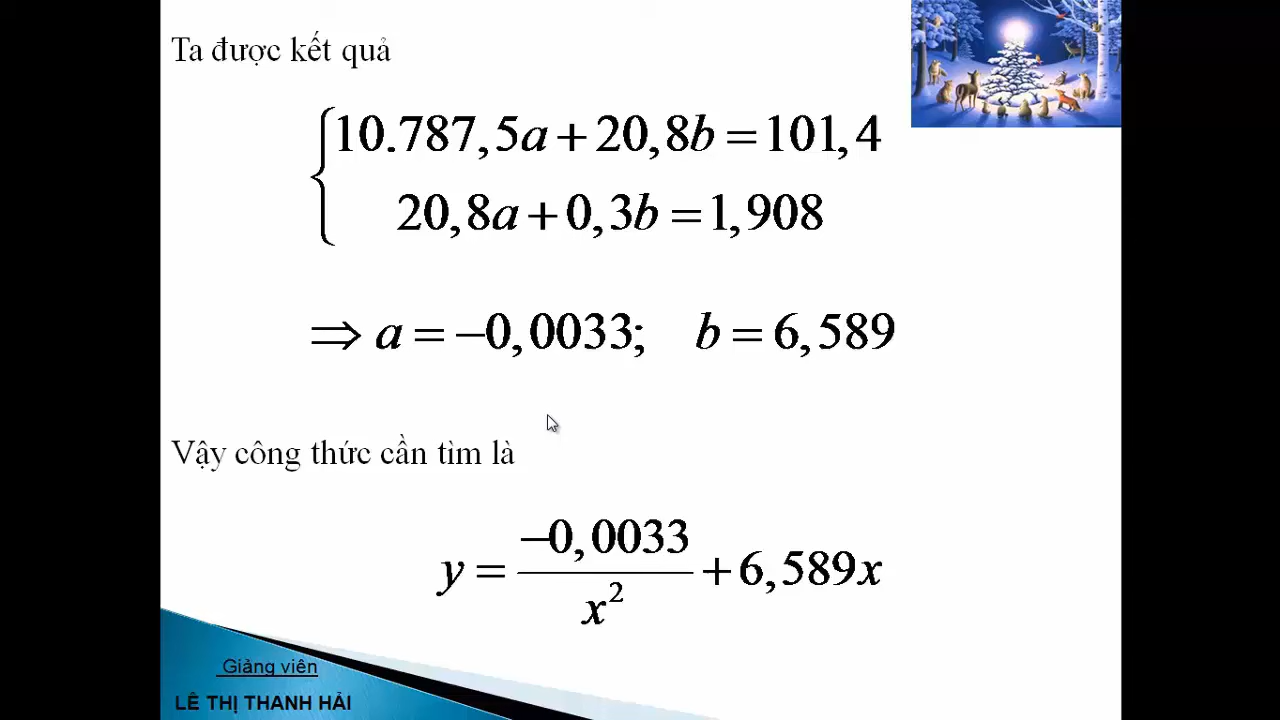 Ta được kết quả
10.787,5a + 20,8b = 101,4
20,8a + 0,3b = 1,908
⇒ a = −0,0033; b = 6,589
Vậy công thức cần tìm là
y = −0,0033/x² + 6,589x
Giảng viên
LÊ THỊ THANH HẢI